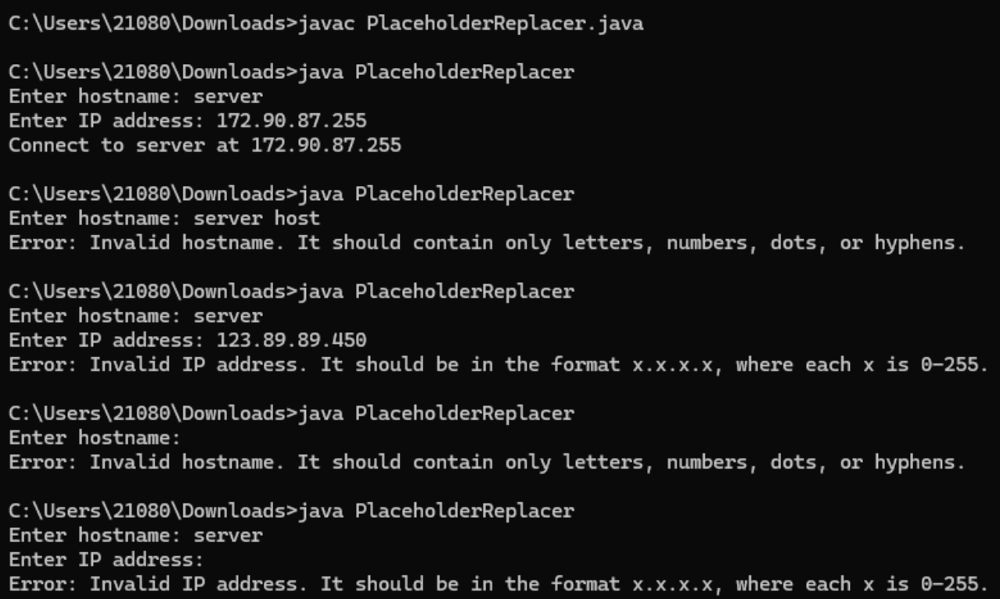 C:\Users\21080\Downloads>javac PlaceholderReplacer.java
C:\Users\21080\Downloads>java PlaceholderReplacer
Enter hostname: server
Enter IP address: 172.90.87.255
Connect to server at 172.90.87.255
C:\Users\21080\Downloads>java PlaceholderReplacer
Enter hostname: server host
Error: Invalid hostname. It should contain only letters, numbers, dots, or hyphens.
C:\Users\21080\Downloads>java PlaceholderReplacer
Enter hostname: server
Enter IP address: 123.89.89.450
Error: Invalid IP address. It should be in the format x.x.x.x, where each x is 0-255.
C:\Users\21080\Downloads>java PlaceholderReplacer
Enter hostname:
Error: Invalid hostname. It should contain only letters, numbers, dots, or hyphens.
C:\Users\21080\Downloads>java PlaceholderReplacer
Enter hostname: server
Enter IP address:
Error: Invalid IP address. It should be in the format x.x.x.x, where each x is 0-255.